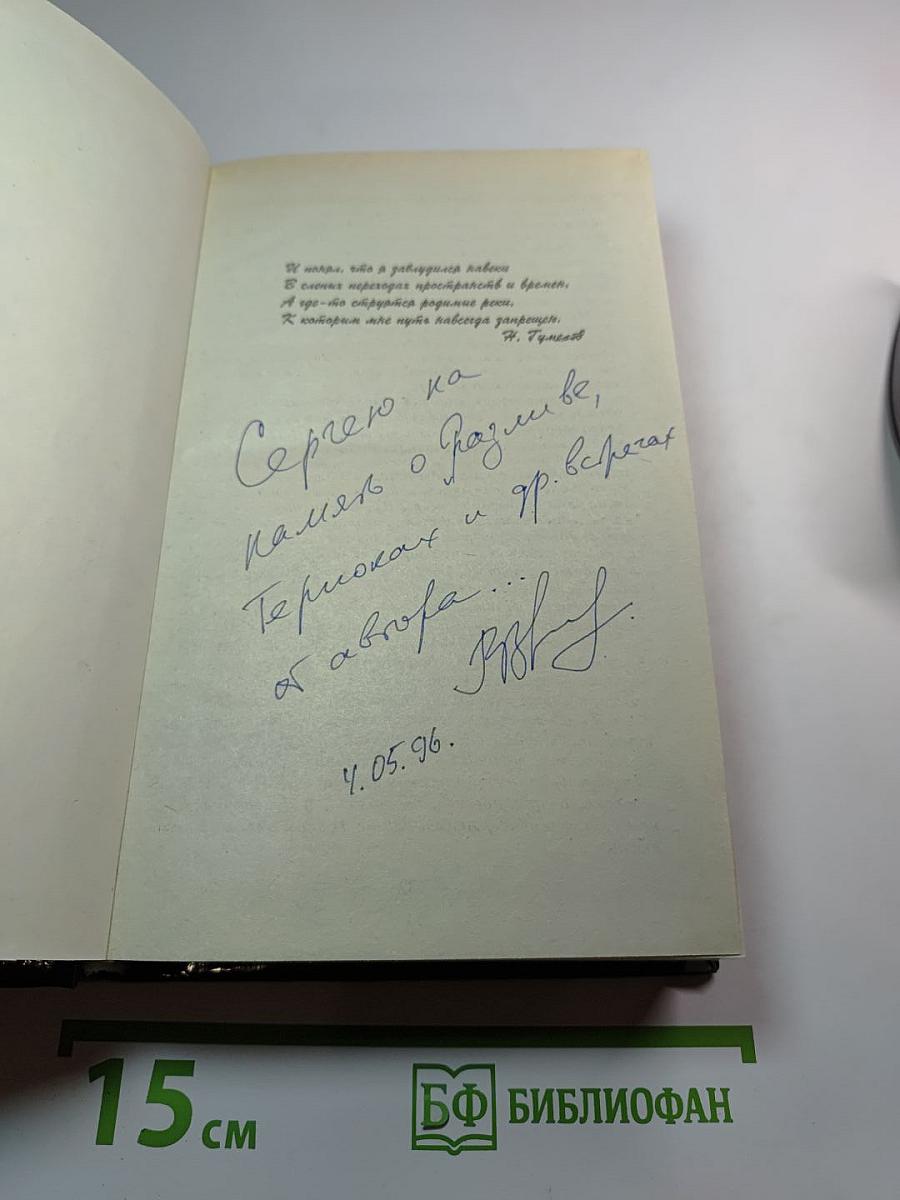 И понял, что я заблудился навеки
В слепых переходах пространств и времен,
А где-то струятся родимые реки,
К которым мне путь навсегда запрещен.
Н. Гумилёв
Сергею на
память о Разливе,
Териоках и др. встречах
от автора...
4.05.96.
15 см
БФ БИБЛИОФАН